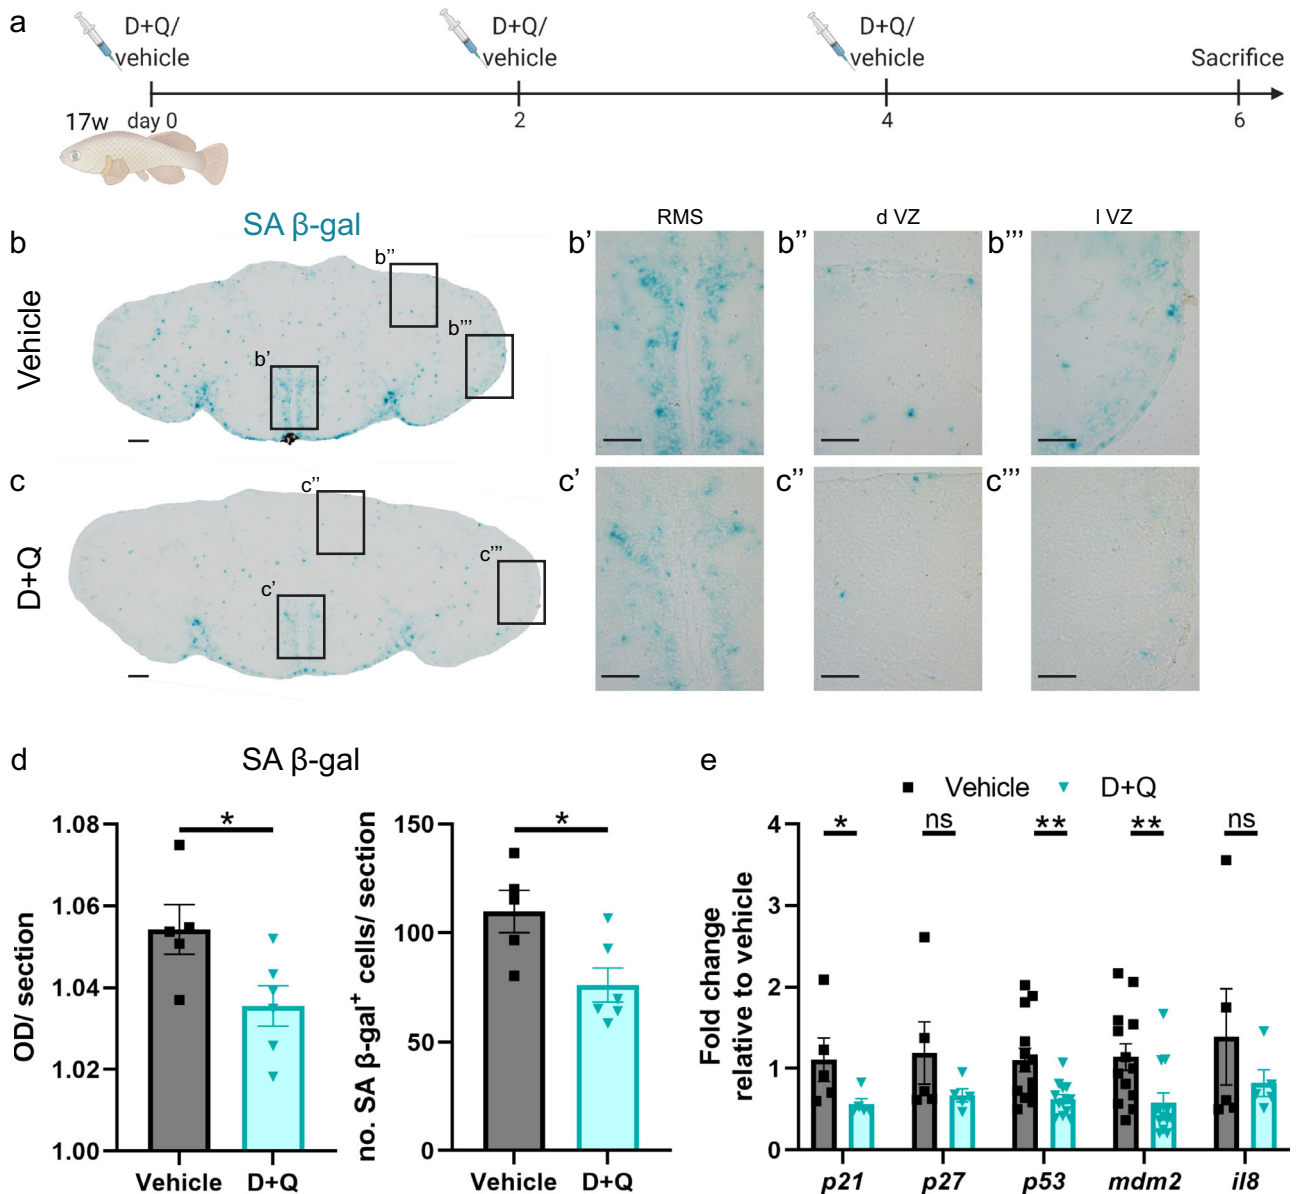 a
D+Q/
vehicle
D+Q/
vehicle
D+Q/
vehicle
Sacrifice
17w
day 0
2
4
6
SA β-gal
RMS
d VZ
l VZ
b
Vehicle
b'
b''
b'''
b'
b''
b'''
c
D+Q
c'
c''
c'''
c'
c''
c'''
d
SA β-gal
OD/ section
1.08
1.06
1.04
1.02
1.00
*
Vehicle
D+Q
no. SA β-gal⁺ cells/ section
150
100
50
0
*
Vehicle
D+Q
e
Vehicle
D+Q
Fold change
relative to vehicle
4
3
2
1
0
*
ns
**
**
ns
p21
p27
p53
mdm2
il8